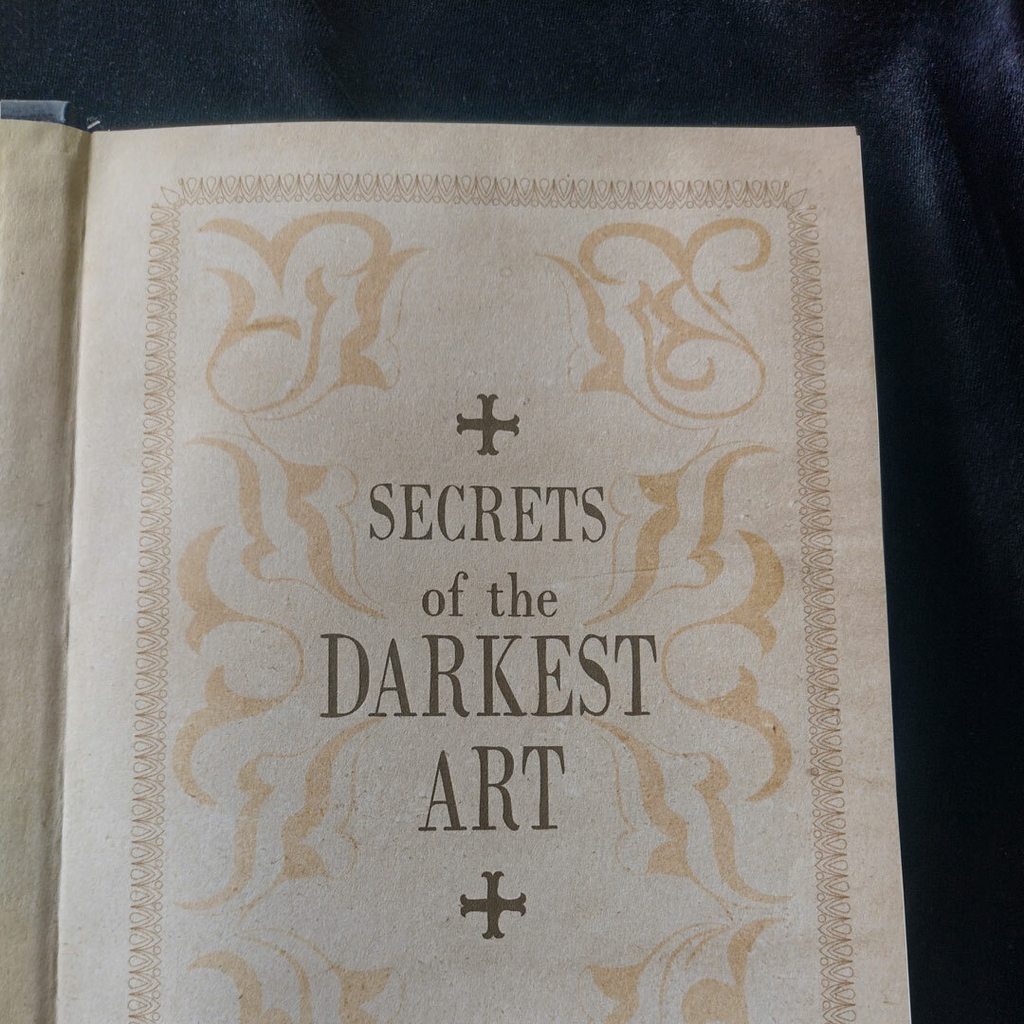 SECRETS
of the
DARKEST
ART